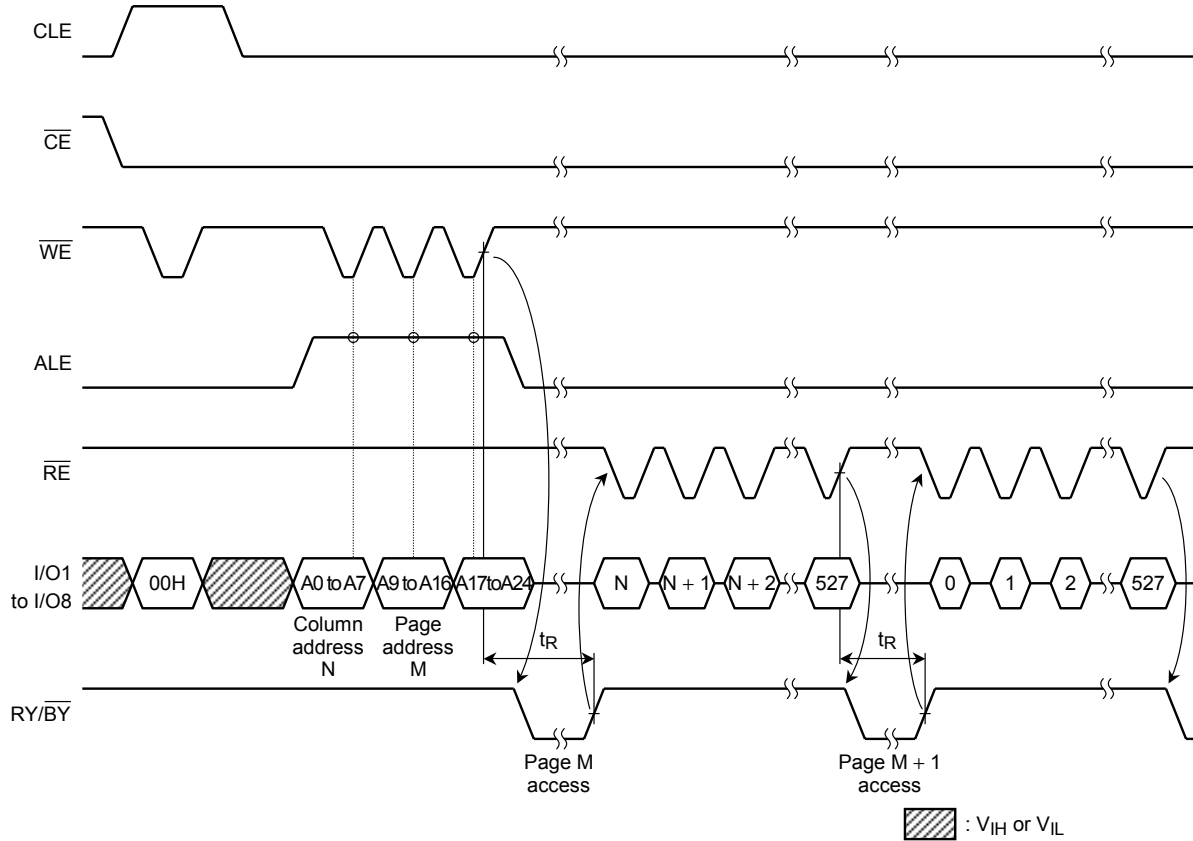 CLE
CE
WE
ALE
RE
I/O1
to I/O8
00H
A0 to A7
A9 to A16
A17 to A24
N
N + 1
N + 2
527
0
1
2
527
Column
address
N
Page
address
M
tR
tR
RY/BY
Page M
access
Page M + 1
access
: VIH or VIL